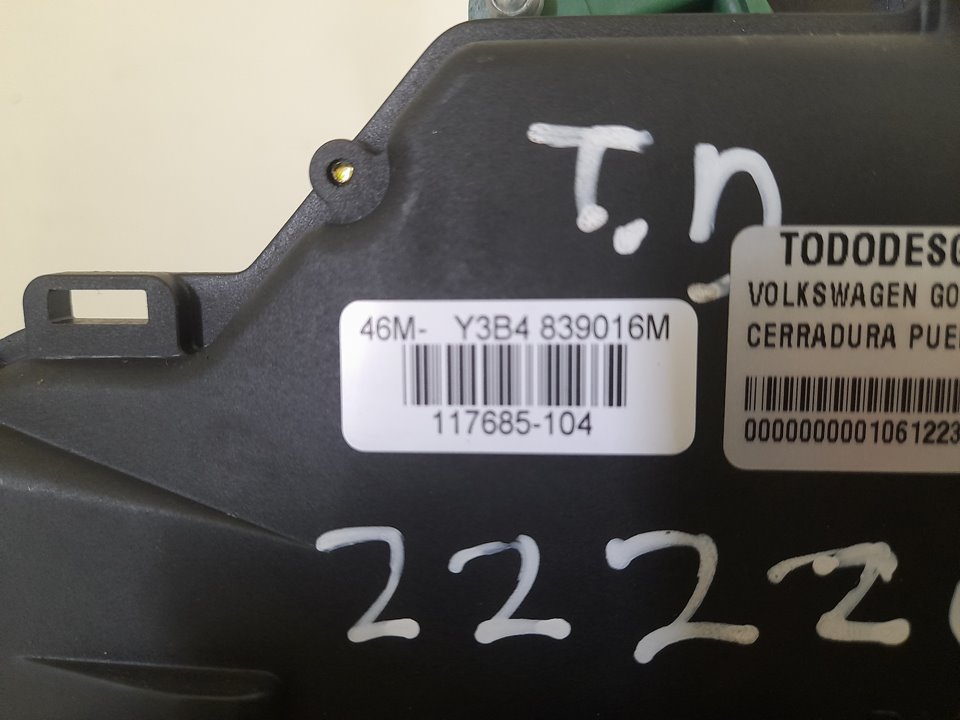 T.D
46M- Y3B4 839016M
117685-104
TODODESG
VOLKSWAGEN GO
CERRADURA PUE
0000000001061223
2222